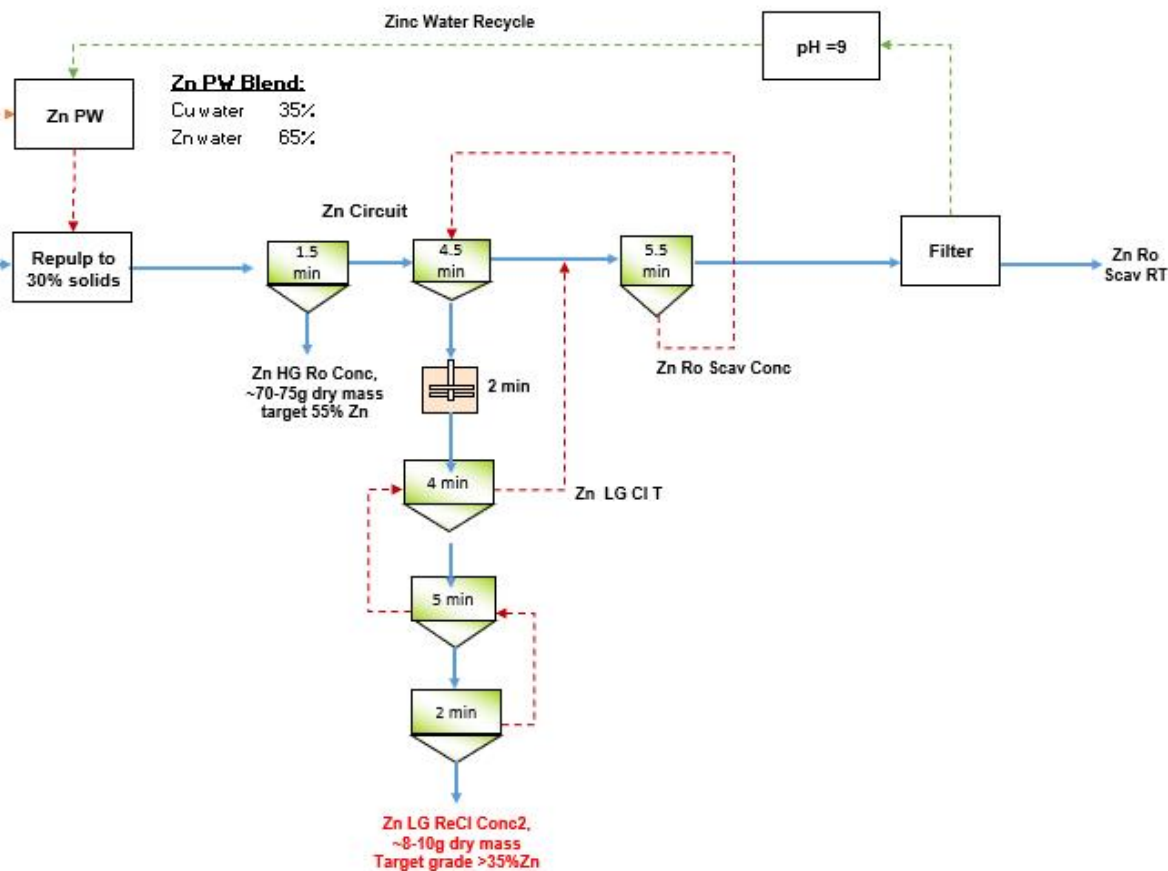 Zinc Water Recycle
pH =9
Zn PW
Zn PW Blend:
Cu water 35%
Zn water 65%
Zn Circuit
Repulp to
30% solids
1.5
min
4.5
min
5.5
min
Filter
Zn Ro
Scav RT
Zn HG Ro Conc,
~70-75g dry mass
target 55% Zn
2 min
Zn Ro Scav Conc
4 min
Zn LG Cl T
5 min
2 min
Zn LG ReCl Conc2,
~8-10g dry mass
Target grade >35%Zn